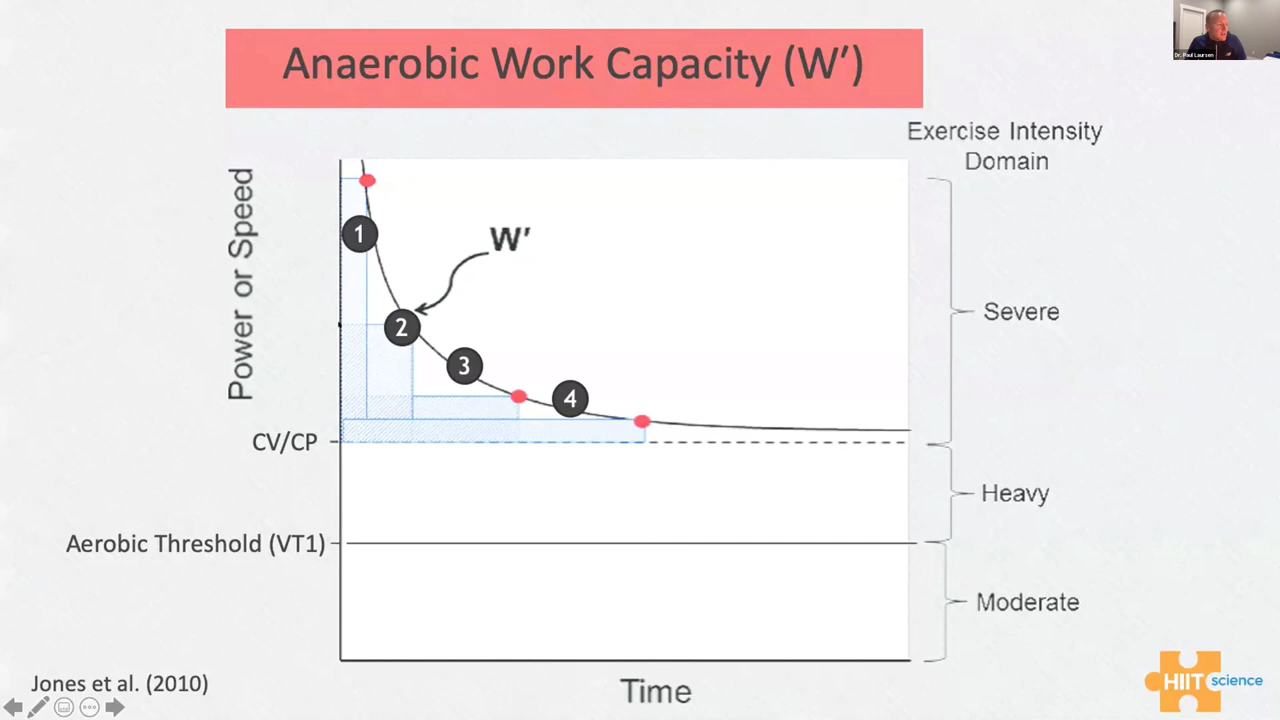 Anaerobic Work Capacity (W′)
Dr. Paul Laursen
Exercise Intensity
Domain
Power or Speed
1
W′
2
3
4
Severe
CV/CP
Heavy
Aerobic Threshold (VT1)
Moderate
Time
Jones et al. (2010)
HIIT science